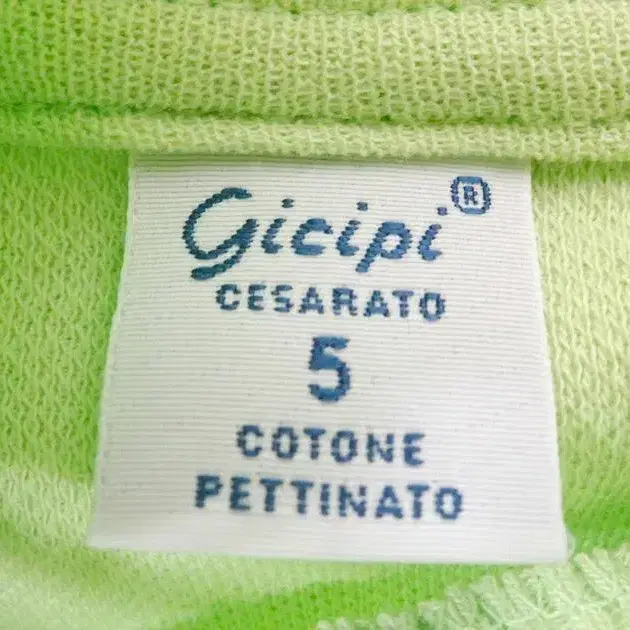 Gicipi®
CESARATO
5
COTONE
PETTINATO